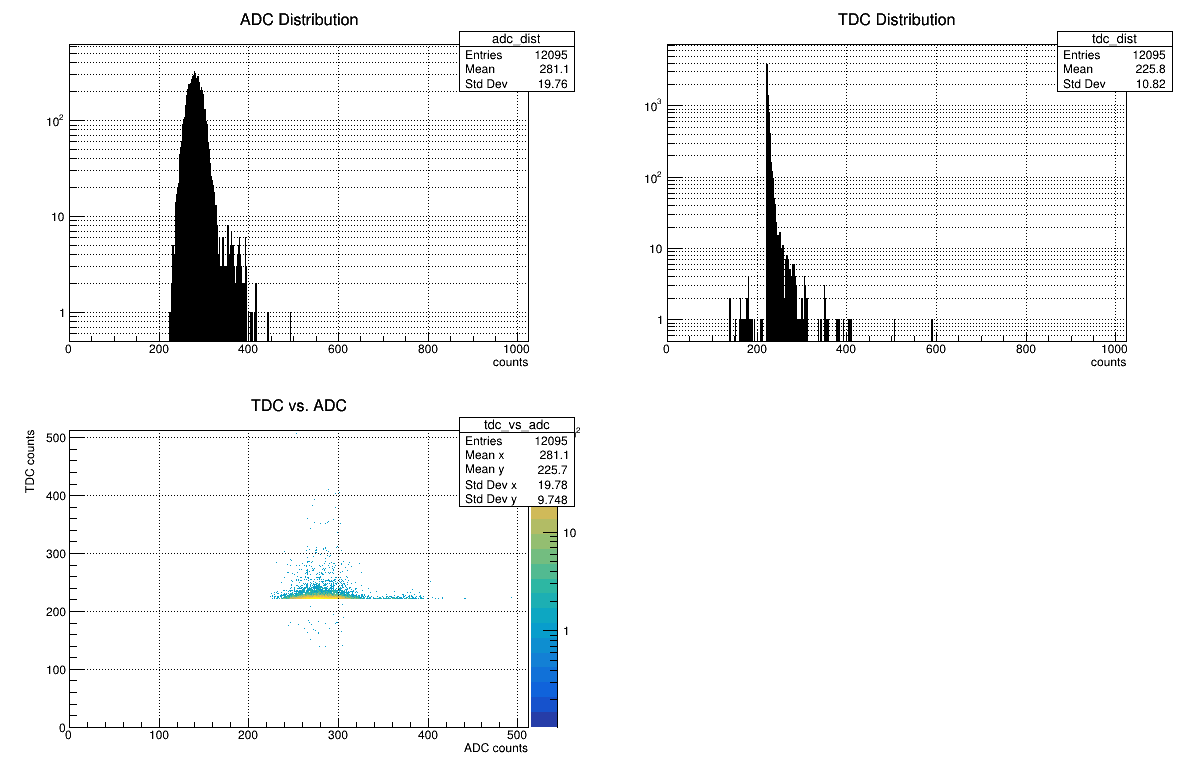 ADC Distribution
adc_dist
Entries 12095
Mean 281.1
Std Dev 19.76
10²
10
1
0 200 400 600 800 1000
counts
TDC Distribution
tdc_dist
Entries 12095
Mean 225.8
Std Dev 10.82
10³
10²
10
1
0 200 400 600 800 1000
counts
TDC vs. ADC
tdc_vs_adc
Entries 12095
Mean x 281.1
Mean y 225.7
Std Dev x 19.78
Std Dev y 9.748
TDC counts
500
400
300
200
100
0
0 100 200 300 400 500
ADC counts
2
10
1